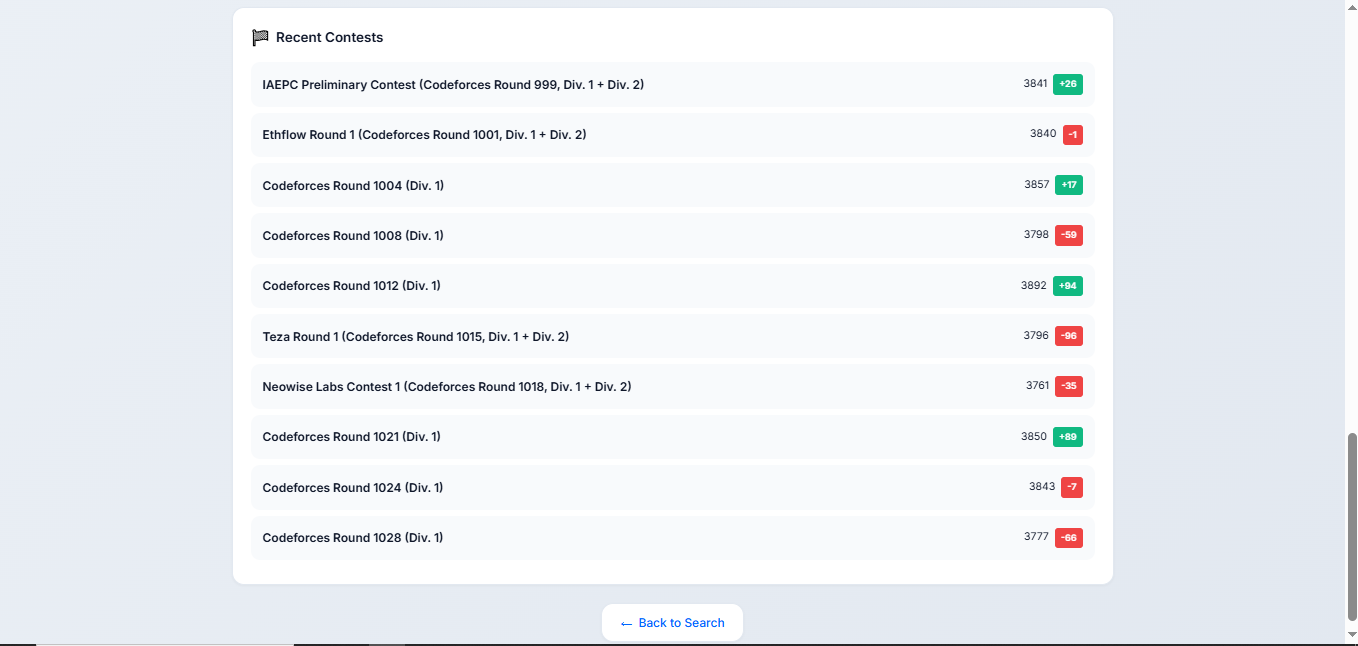 Recent Contests
IAEPC Preliminary Contest (Codeforces Round 999, Div. 1 + Div. 2) 3841 +26
Ethflow Round 1 (Codeforces Round 1001, Div. 1 + Div. 2) 3840 -1
Codeforces Round 1004 (Div. 1) 3857 +17
Codeforces Round 1008 (Div. 1) 3798 -59
Codeforces Round 1012 (Div. 1) 3892 +94
Teza Round 1 (Codeforces Round 1015, Div. 1 + Div. 2) 3796 -96
Neowise Labs Contest 1 (Codeforces Round 1018, Div. 1 + Div. 2) 3761 -35
Codeforces Round 1021 (Div. 1) 3850 +89
Codeforces Round 1024 (Div. 1) 3843 -7
Codeforces Round 1028 (Div. 1) 3777 -66
← Back to Search